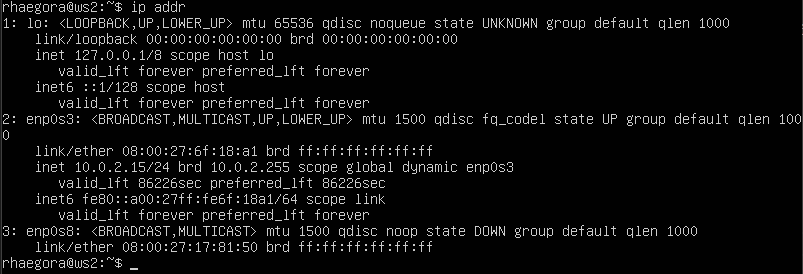 rhaegora@ws2:~$ ip addr
1: lo: <LOOPBACK,UP,LOWER_UP> mtu 65536 qdisc noqueue state UNKNOWN group default qlen 1000
    link/loopback 00:00:00:00:00:00 brd 00:00:00:00:00:00
    inet 127.0.0.1/8 scope host lo
       valid_lft forever preferred_lft forever
    inet6 ::1/128 scope host
       valid_lft forever preferred_lft forever
2: enp0s3: <BROADCAST,MULTICAST,UP,LOWER_UP> mtu 1500 qdisc fq_codel state UP group default qlen 100
0
    link/ether 08:00:27:6f:18:a1 brd ff:ff:ff:ff:ff:ff
    inet 10.0.2.15/24 brd 10.0.2.255 scope global dynamic enp0s3
       valid_lft 86226sec preferred_lft 86226sec
    inet6 fe80::a00:27ff:fe6f:18a1/64 scope link
       valid_lft forever preferred_lft forever
3: enp0s8: <BROADCAST,MULTICAST> mtu 1500 qdisc noop state DOWN group default qlen 1000
    link/ether 08:00:27:17:81:50 brd ff:ff:ff:ff:ff:ff
rhaegora@ws2:~$ _